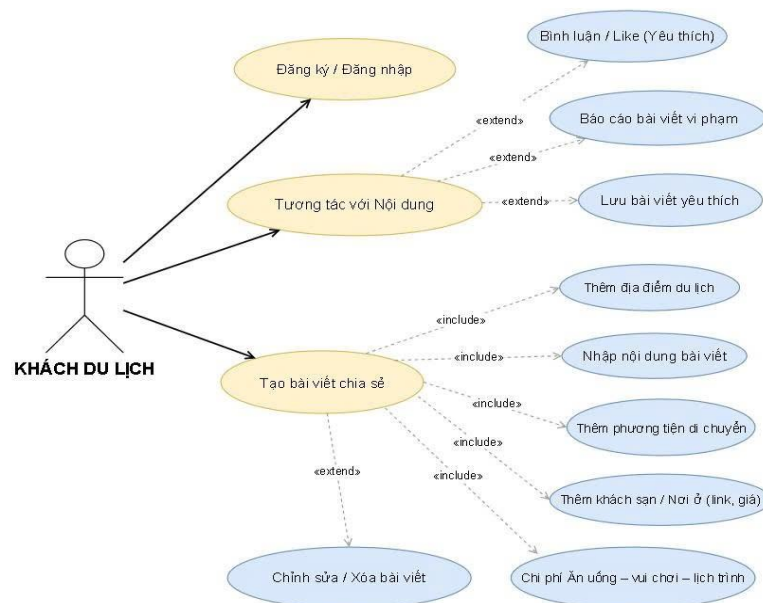 Bình luận / Like (Yêu thích)
Đăng ký / Đăng nhập
«extend»
Báo cáo bài viết vi phạm
«extend»
Tương tác với Nội dung
«extend»
Lưu bài viết yêu thích
KHÁCH DU LỊCH
Thêm địa điểm du lịch
«include»
Nhập nội dung bài viết
«include»
Tạo bài viết chia sẻ
«include»
Thêm phương tiện di chuyển
«include»
«extend»
«include»
Thêm khách sạn / Nơi ở (link, giá)
Chỉnh sửa / Xóa bài viết
Chi phí Ăn uống – vui chơi – lịch trình